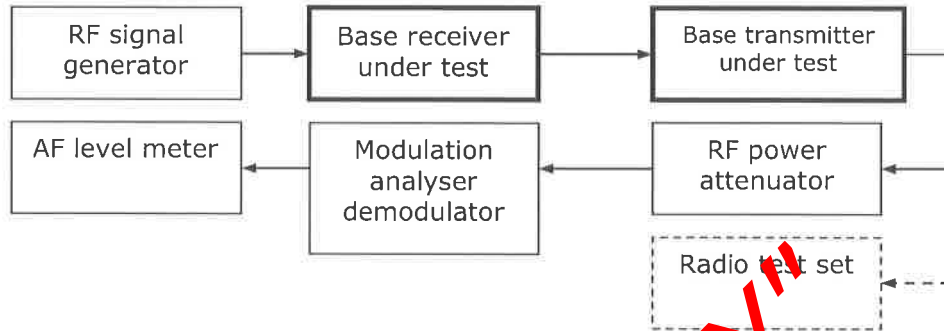 RF signal
generator
Base receiver
under test
Base transmitter
under test
AF level meter
Modulation
analyser
demodulator
RF power
attenuator
Radio test set